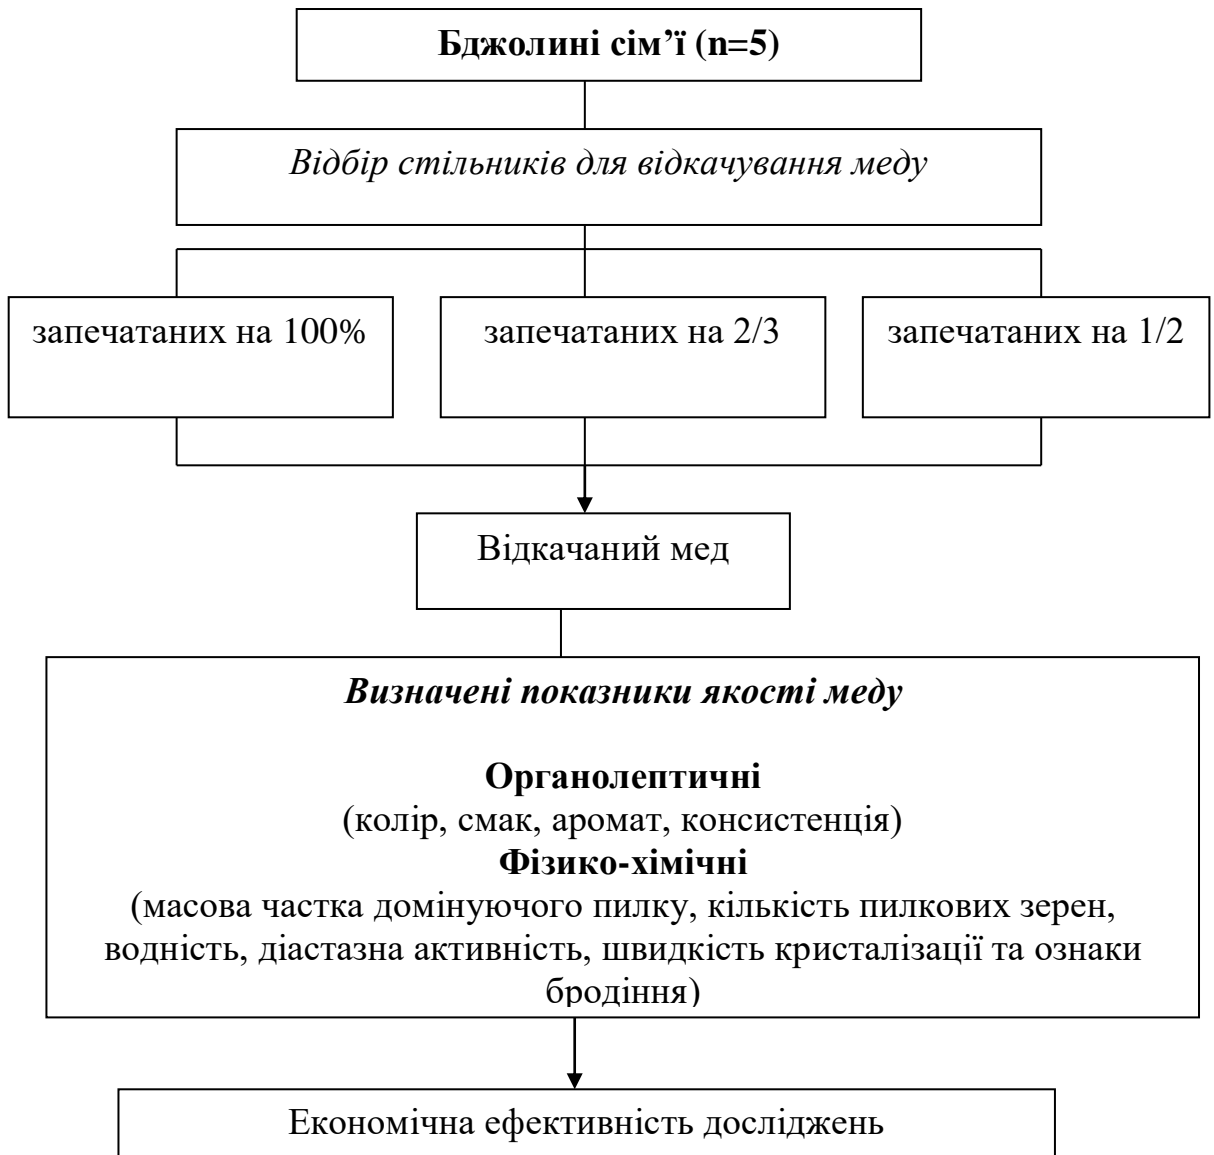 Бджолині сім’ї (n=5)
Відбір стільників для відкачування меду
запечатаних на 100%
запечатаних на 2/3
запечатаних на 1/2
Відкачаний мед
Визначені показники якості меду
Органолептичні
(колір, смак, аромат, консистенція)
Фізико-хімічні
(масова частка домінуючого пилку, кількість пилкових зерен,
водність, діастазна активність, швидкість кристалізації та ознаки
бродіння)
Економічна ефективність досліджень